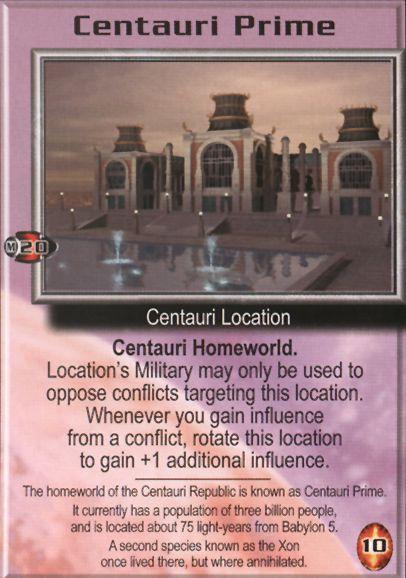 Centauri Prime
M 20
Centauri Location
Centauri Homeworld.
Location's Military may only be used to
oppose conflicts targeting this location.
Whenever you gain influence
from a conflict, rotate this location
to gain +1 additional influence.
The homeworld of the Centauri Republic is known as Centauri Prime.
It currently has a population of three billion people,
and is located about 75 light-years from Babylon 5.
A second species known as the Xon
once lived there, but where annihilated.
10